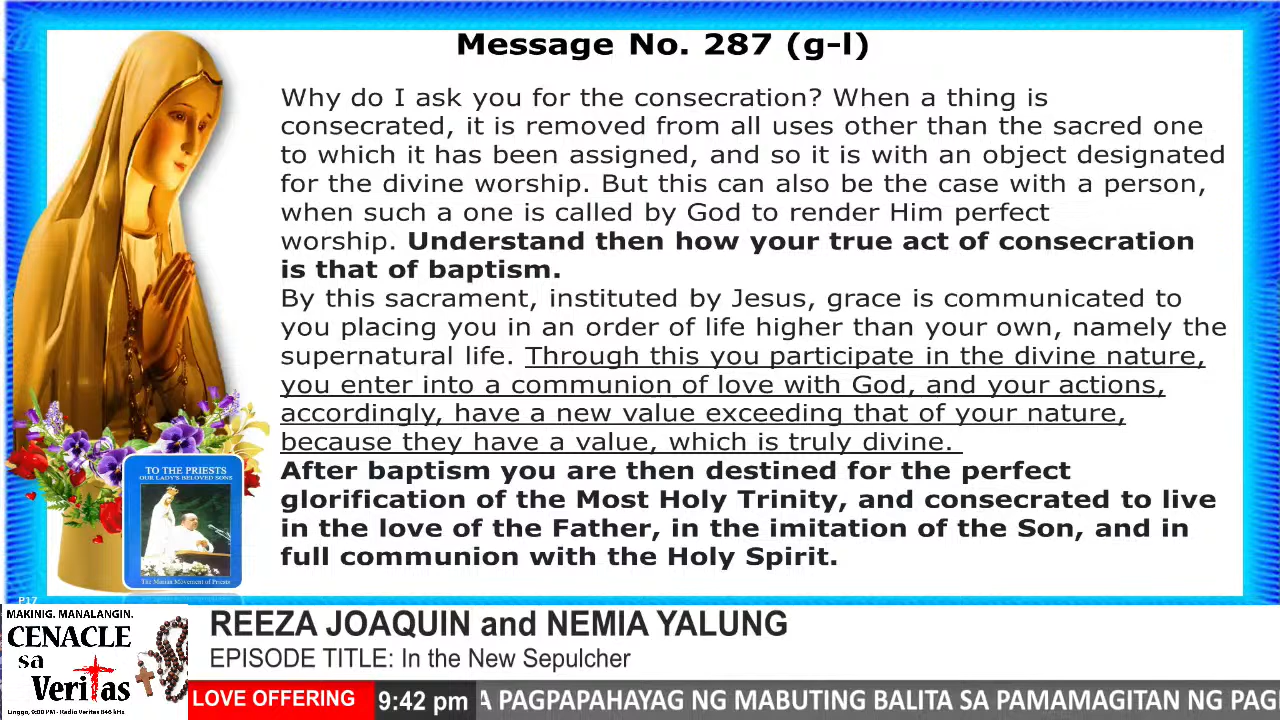 Message No. 287 (g-l)
Why do I ask you for the consecration? When a thing is
consecrated, it is removed from all uses other than the sacred one
to which it has been assigned, and so it is with an object designated
for the divine worship. But this can also be the case with a person,
when such a one is called by God to render Him perfect
worship. Understand then how your true act of consecration
is that of baptism.
By this sacrament, instituted by Jesus, grace is communicated to
you placing you in an order of life higher than your own, namely the
supernatural life. Through this you participate in the divine nature,
you enter into a communion of love with God, and your actions,
accordingly, have a new value exceeding that of your nature,
because they have a value, which is truly divine.
After baptism you are then destined for the perfect
glorification of the Most Holy Trinity, and consecrated to live
in the love of the Father, in the imitation of the Son, and in
full communion with the Holy Spirit.
TO THE PRIESTS
OUR LADY'S BELOVED SONS
The Marian Movement of Priests
P17
MAKINIG. MANALANGIN.
CENACLE
sa
Veritas
Linggo, 9:00 PM - Radio Veritas 846 kHz
REEZA JOAQUIN and NEMIA YALUNG
EPISODE TITLE: In the New Sepulcher
LOVE OFFERING
9:42 pm
A PAGPAPAHAYAG NG MABUTING BALITA SA PAMAMAGITAN NG PAG